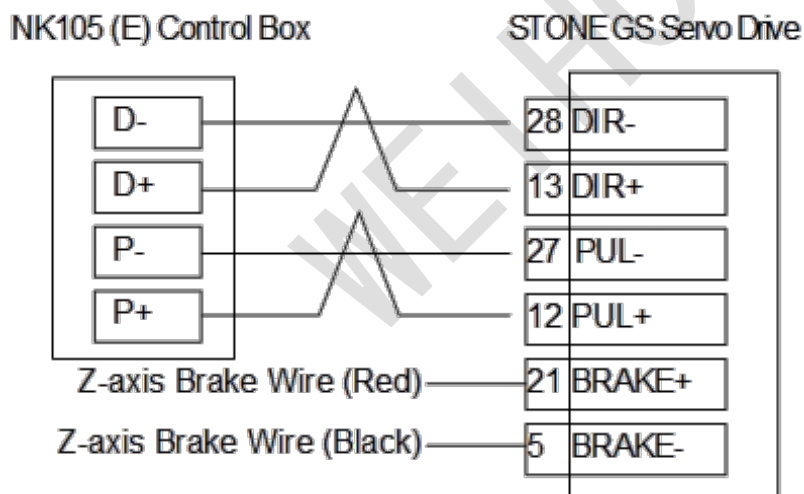 NK105 (E) Control Box STONE GS Servo Drive
D- 28 DIR-
D+ 13 DIR+
P- 27 PUL-
P+ 12 PUL+
Z-axis Brake Wire (Red) 21 BRAKE+
Z-axis Brake Wire (Black) 5 BRAKE-
WEIHO